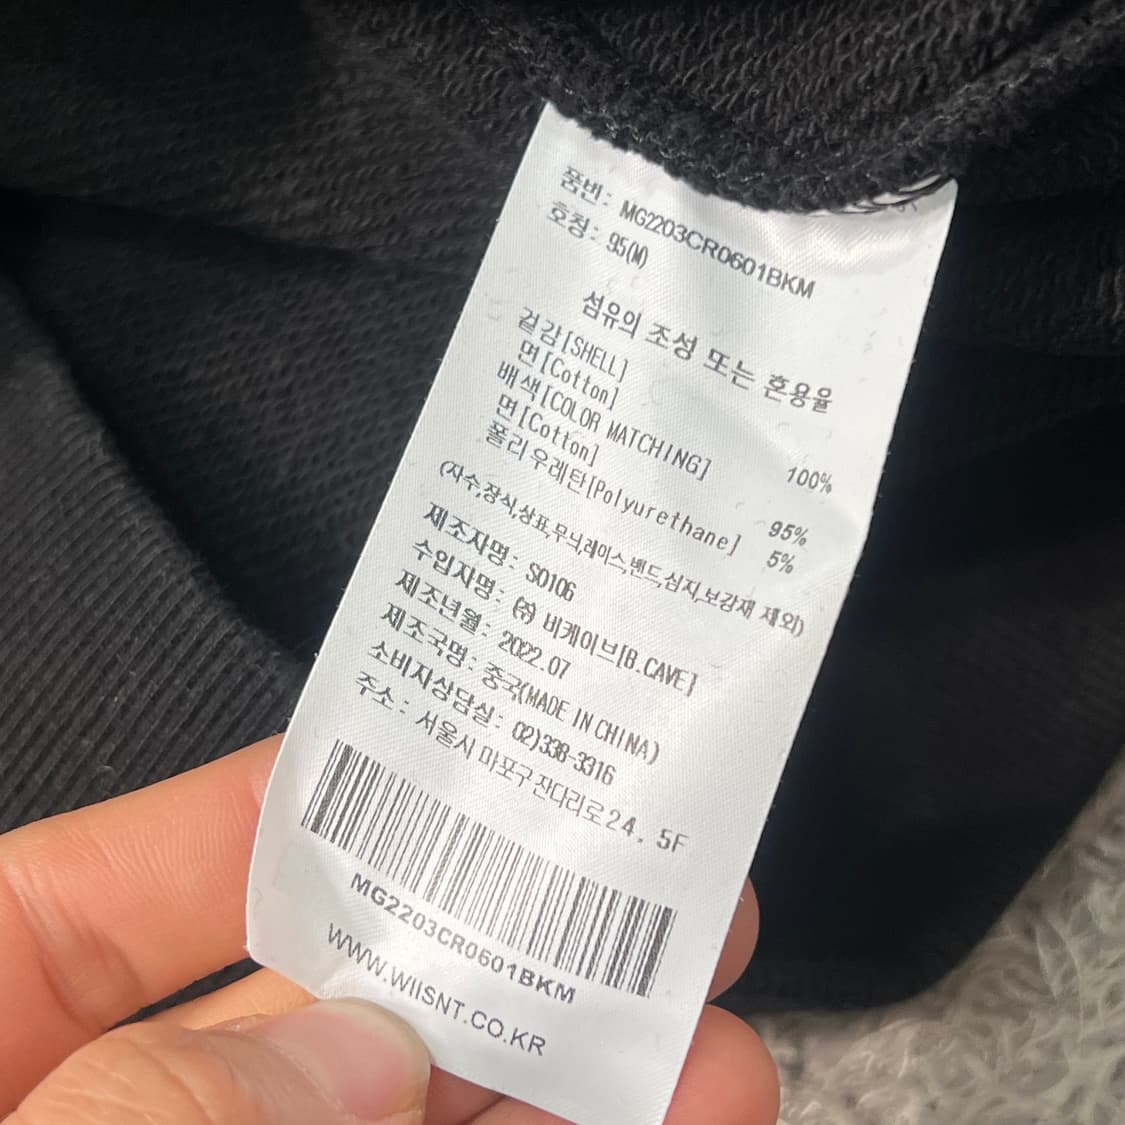 품번: MG2203CR0601BKM
호칭: 95(M)
섬유의 조성 또는 혼용율
겉감[SHELL]
면[Cotton] 100%
배색[COLOR MATCHING]
면[Cotton] 95%
폴리우레탄[Polyurethane] 5%
(자수,장식,상표,무늬,레이스,밴드,심지,보강재 제외)
제조자명: SO106
수입자명: ㈜ 비케이브[B.CAVE]
제조년월: 2022.07
제조국명: 중국(MADE IN CHINA)
소비자상담실: 02)338-3316
주소: 서울시 마포구잔다리로24. 5F
MG2203CR0601BKM
WWW.WIISNT.CO.KR